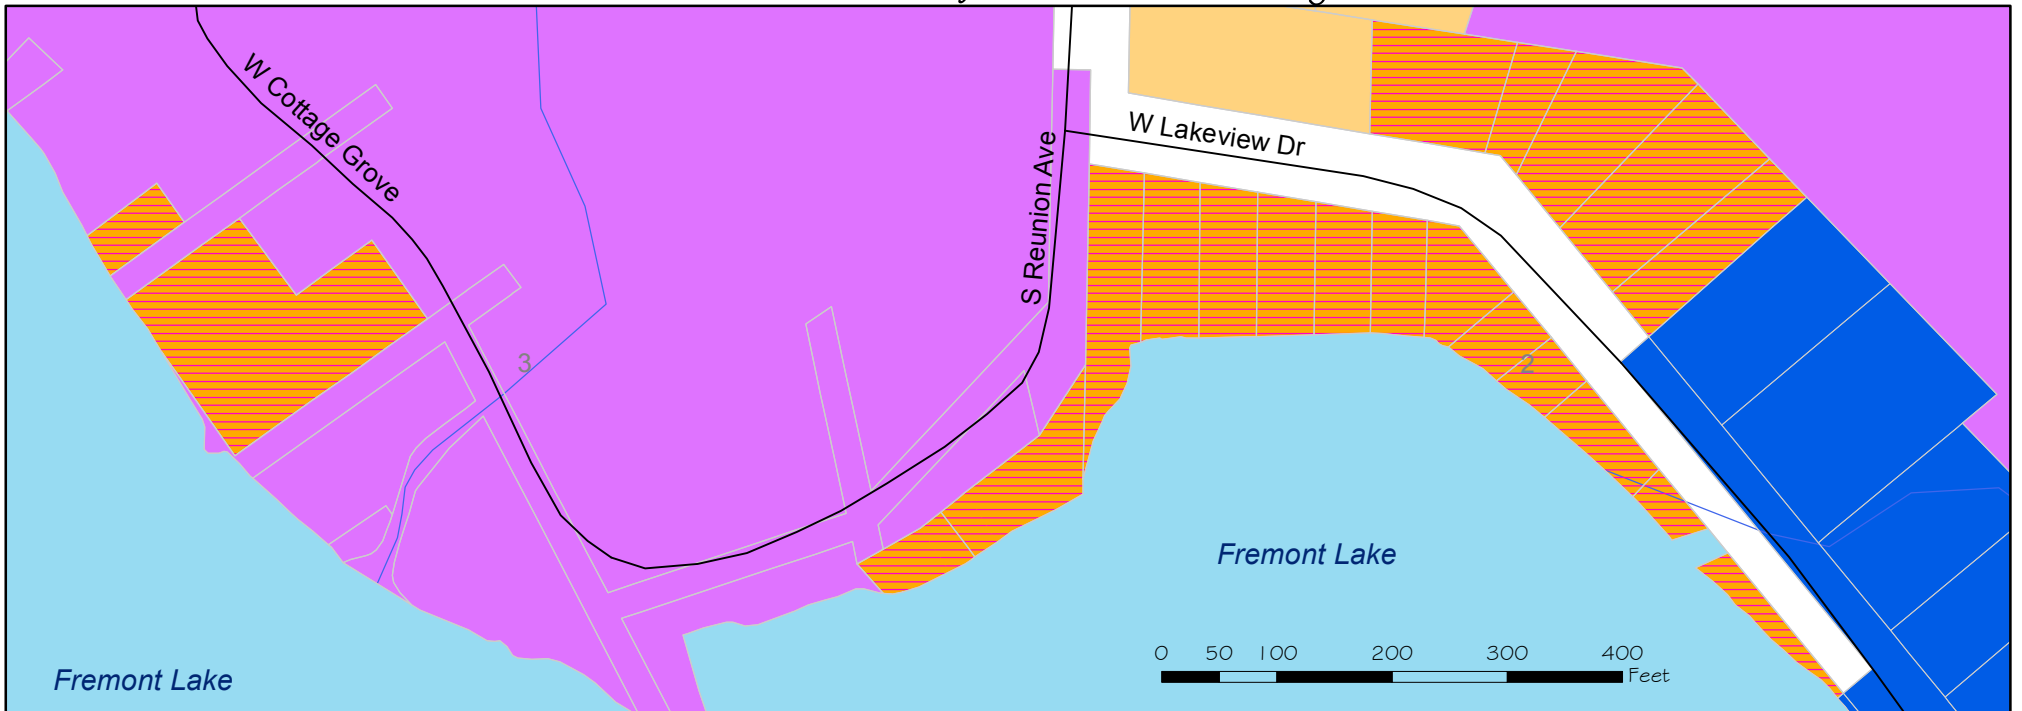 W Cottage Grove
S Reunion Ave
W Lakeview Dr
3
2
Fremont Lake
Fremont Lake
0 50 100 200 300 400
Feet